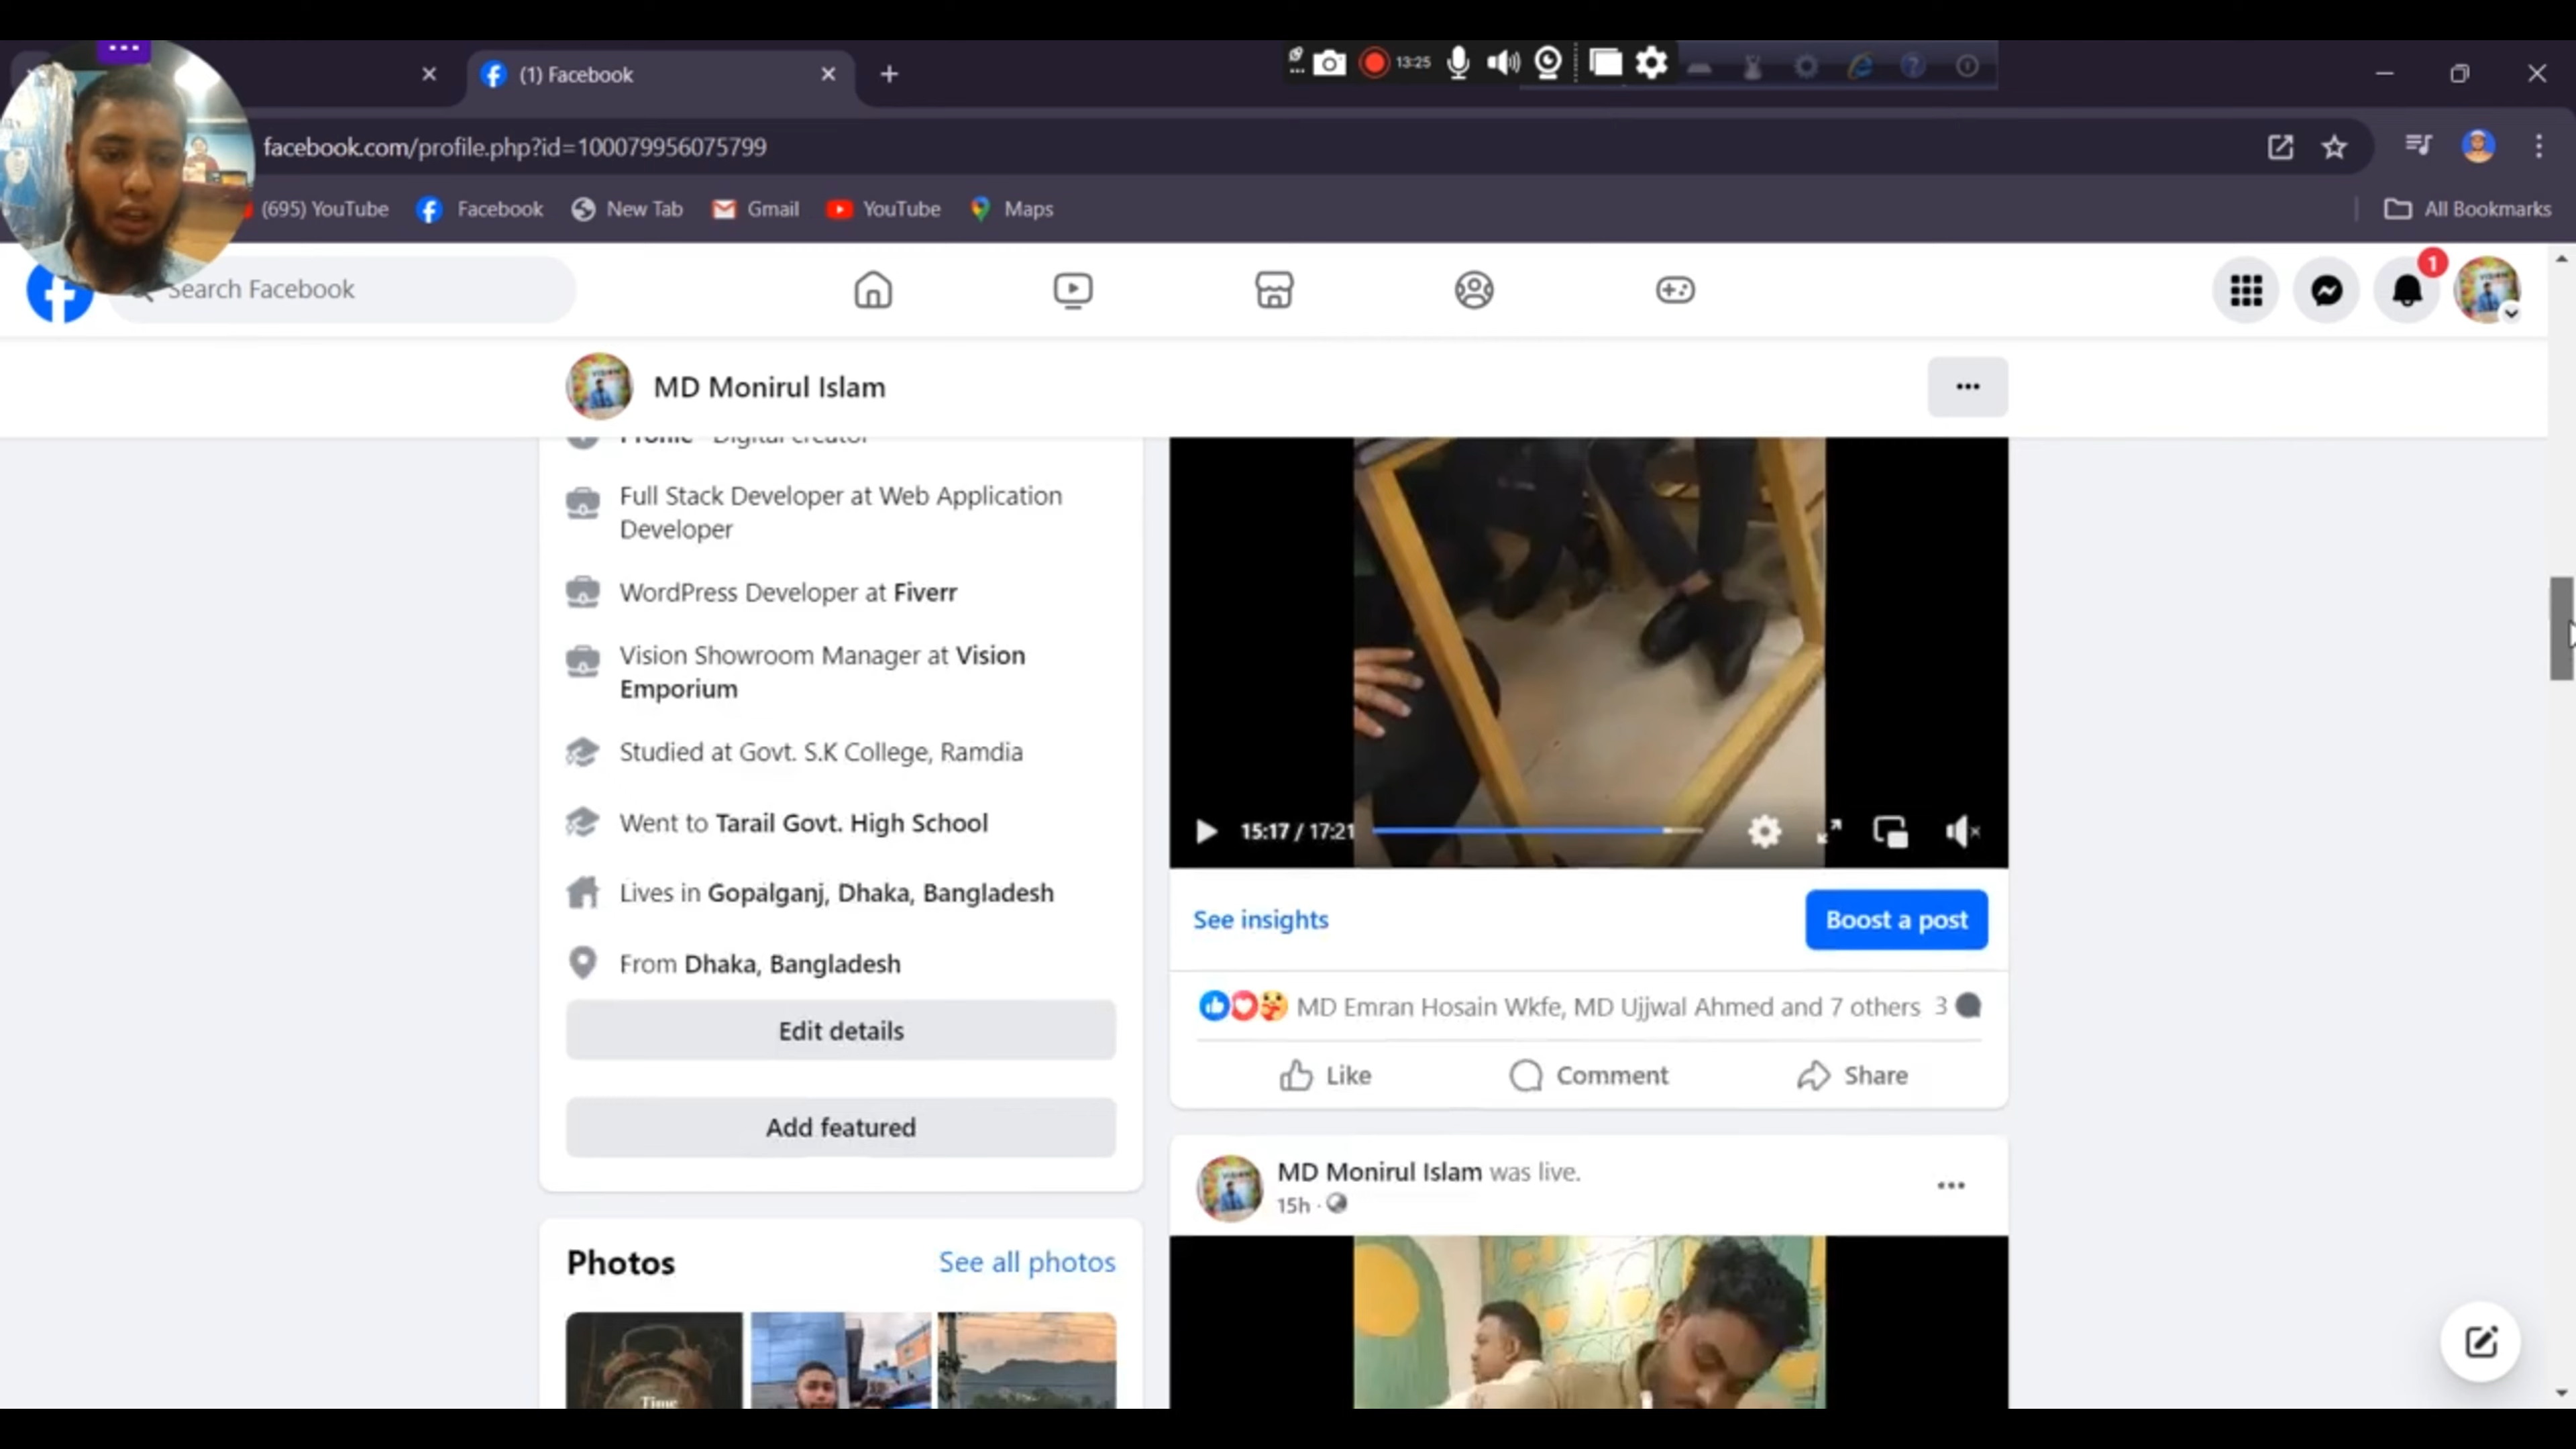 (1) Facebook
13:25
facebook.com/profile.php?id=100079956075799
(695) YouTube
Facebook
New Tab
Gmail
YouTube
Maps
All Bookmarks
Search Facebook
1
MD Monirul Islam
Profile · Digital creator
Full Stack Developer at Web Application
Developer
WordPress Developer at Fiverr
Vision Showroom Manager at Vision
Emporium
Studied at Govt. S.K College, Ramdia
Went to Tarail Govt. High School
Lives in Gopalganj, Dhaka, Bangladesh
From Dhaka, Bangladesh
Edit details
Add featured
Photos
See all photos
Time
15:17 / 17:21
See insights
Boost a post
MD Emran Hosain Wkfe, MD Ujjwal Ahmed and 7 others 3
Like
Comment
Share
MD Monirul Islam was live.
15h ·